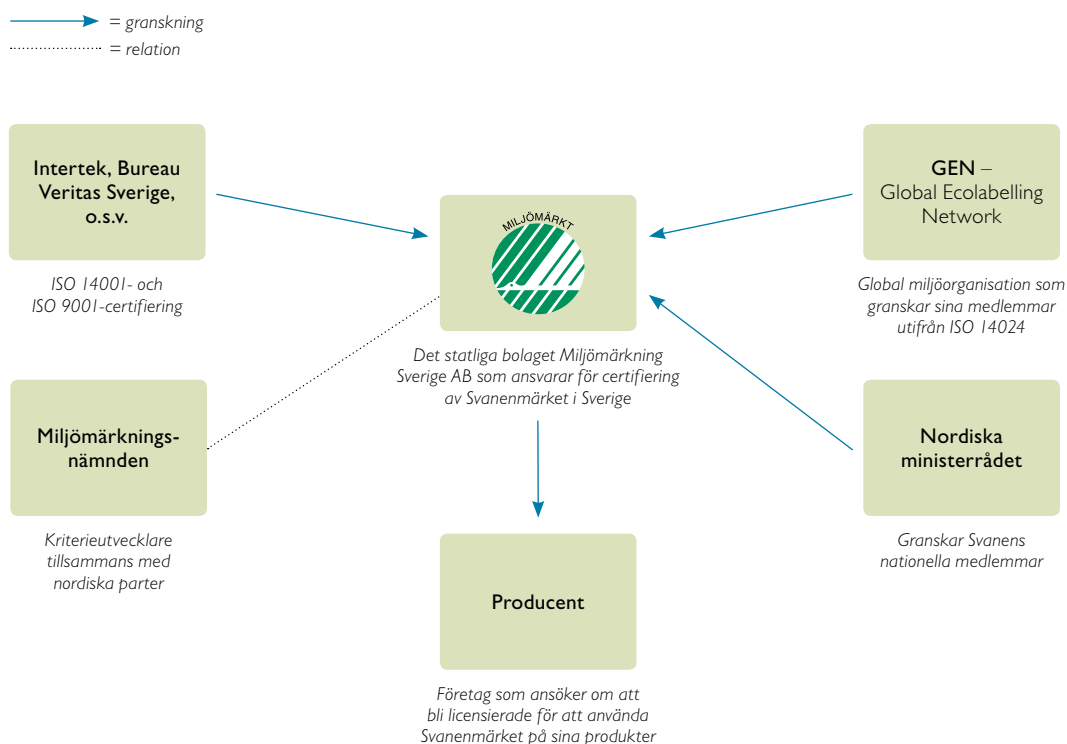 = granskning
= relation
Intertek, Bureau
Veritas Sverige,
o.s.v.
ISO 14001- och
ISO 9001-certifiering
MILJÖMÄRKT
Det statliga bolaget Miljömärkning
Sverige AB som ansvarar för certifiering
av Svanenmärket i Sverige
GEN –
Global Ecolabelling
Network
Global miljöorganisation som
granskar sina medlemmar
utifrån ISO 14024
Miljömärknings-
nämnden
Kriterieutvecklare
tillsammans med
nordiska parter
Nordiska
ministerrådet
Granskar Svanens
nationella medlemmar
Producent
Företag som ansöker om att
bli licensierade för att använda
Svanenmärket på sina produkter